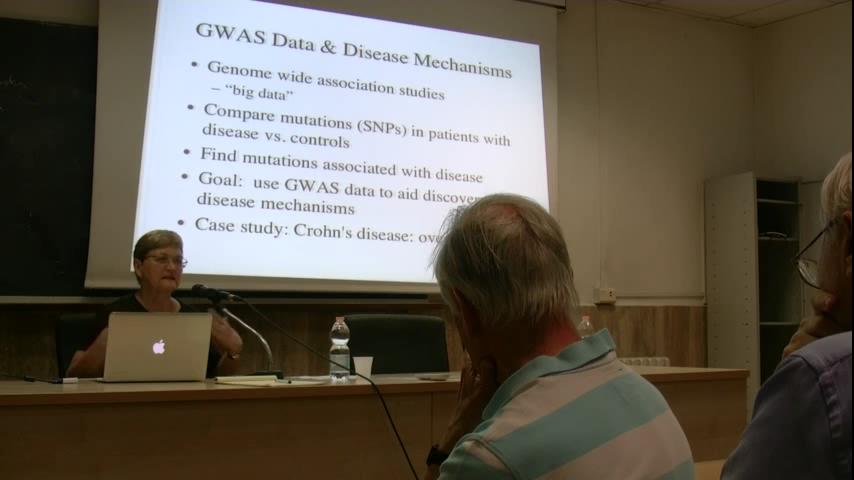 GWAS Data & Disease Mechanisms
• Genome wide association studies
– "big data"
• Compare mutations (SNPs) in patients with
disease vs. controls
• Find mutations associated with disease
• Goal: use GWAS data to aid
disease mechanisms
• Case study: Crohn's disease: